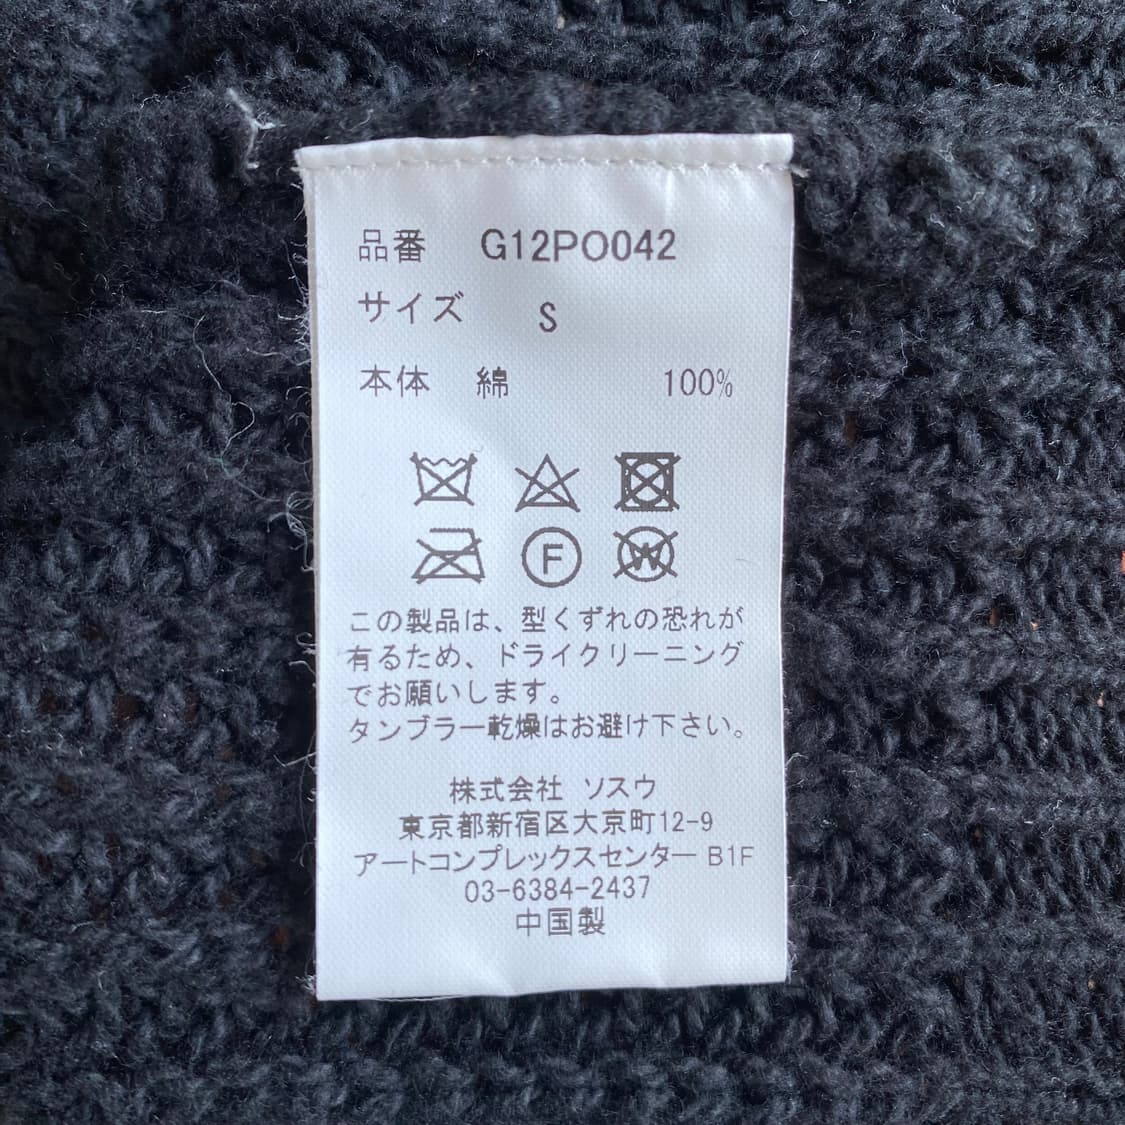 品番 G12PO042
サイズ S
本体 綿 100%
F
W
この製品は、型くずれの恐れが
有るため、ドライクリーニング
でお願いします。
タンブラー乾燥はお避け下さい。
株式会社 ソスウ
東京都新宿区大京町12-9
アートコンプレックスセンター B1F
03-6384-2437
中国製